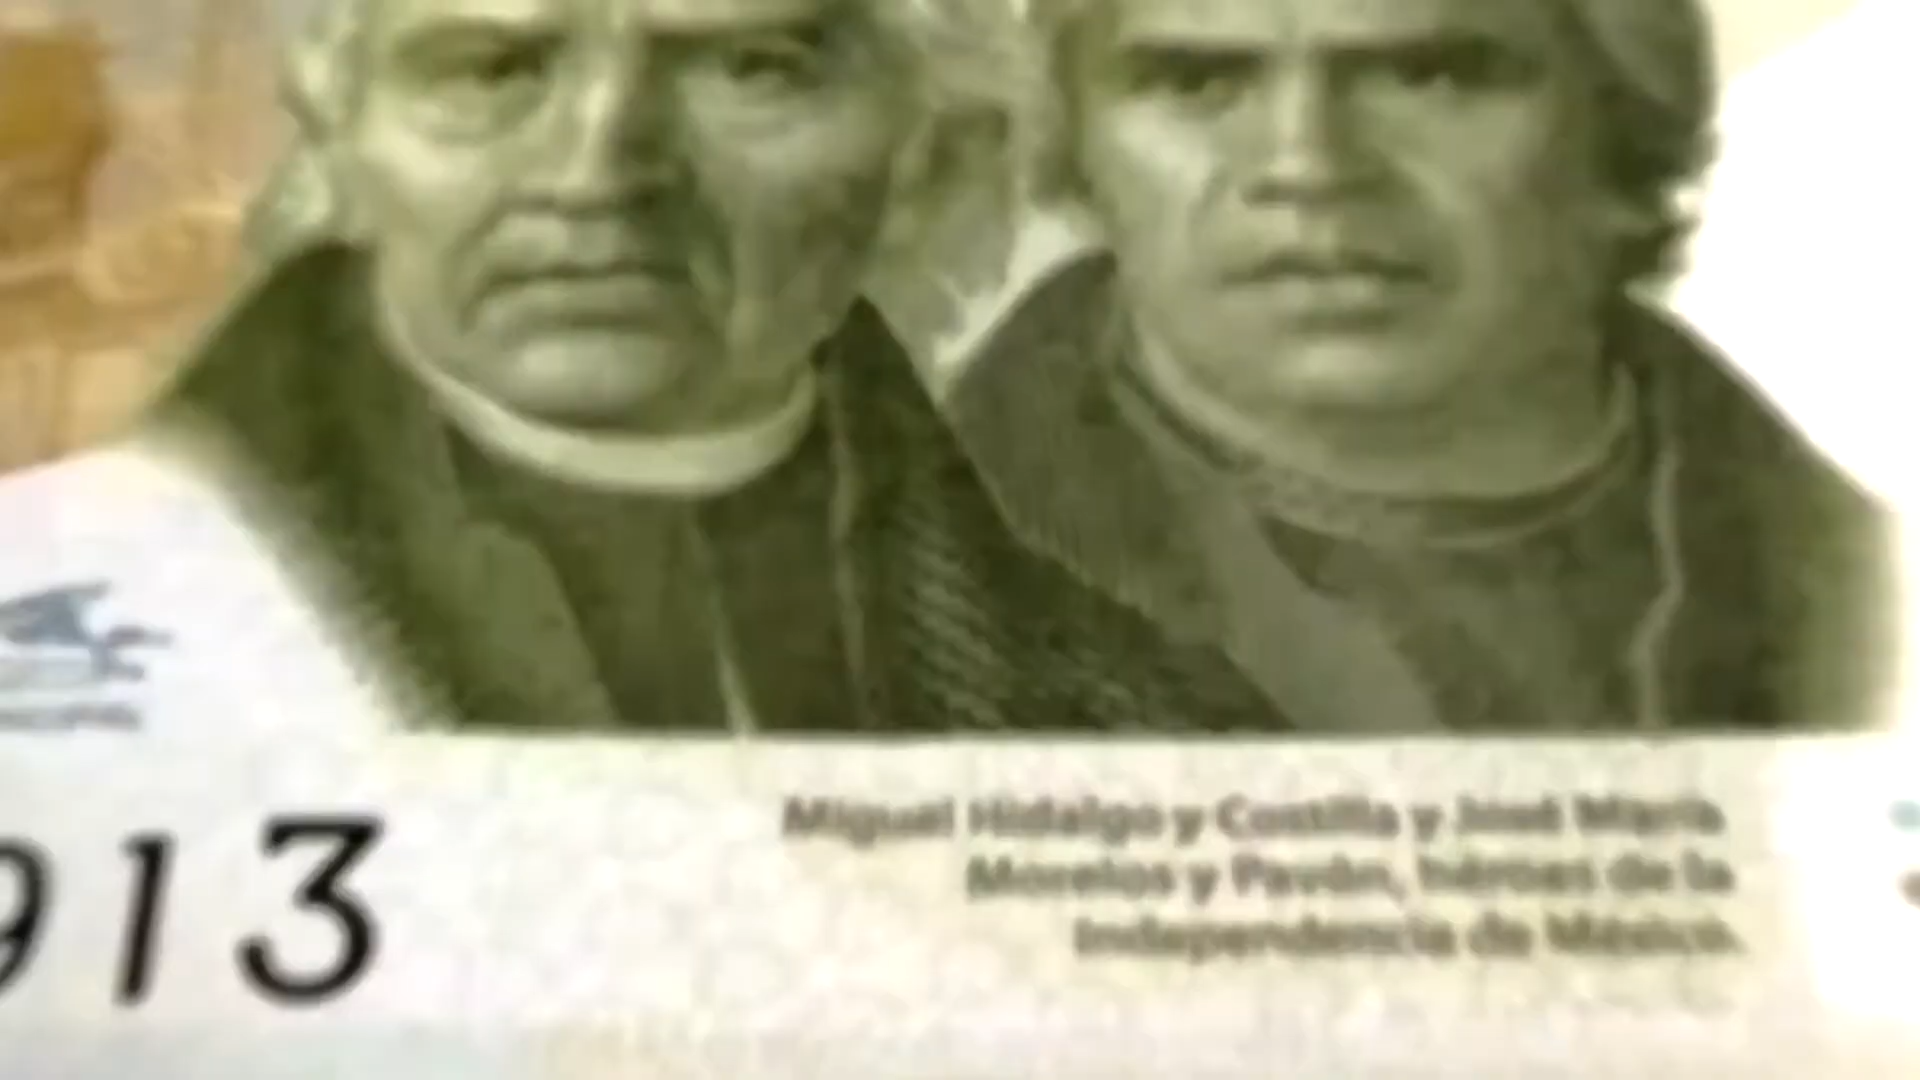 Miguel Hidalgo y Costilla y José María
Morelos y Pavón, héroes de la
Independencia de México.
913